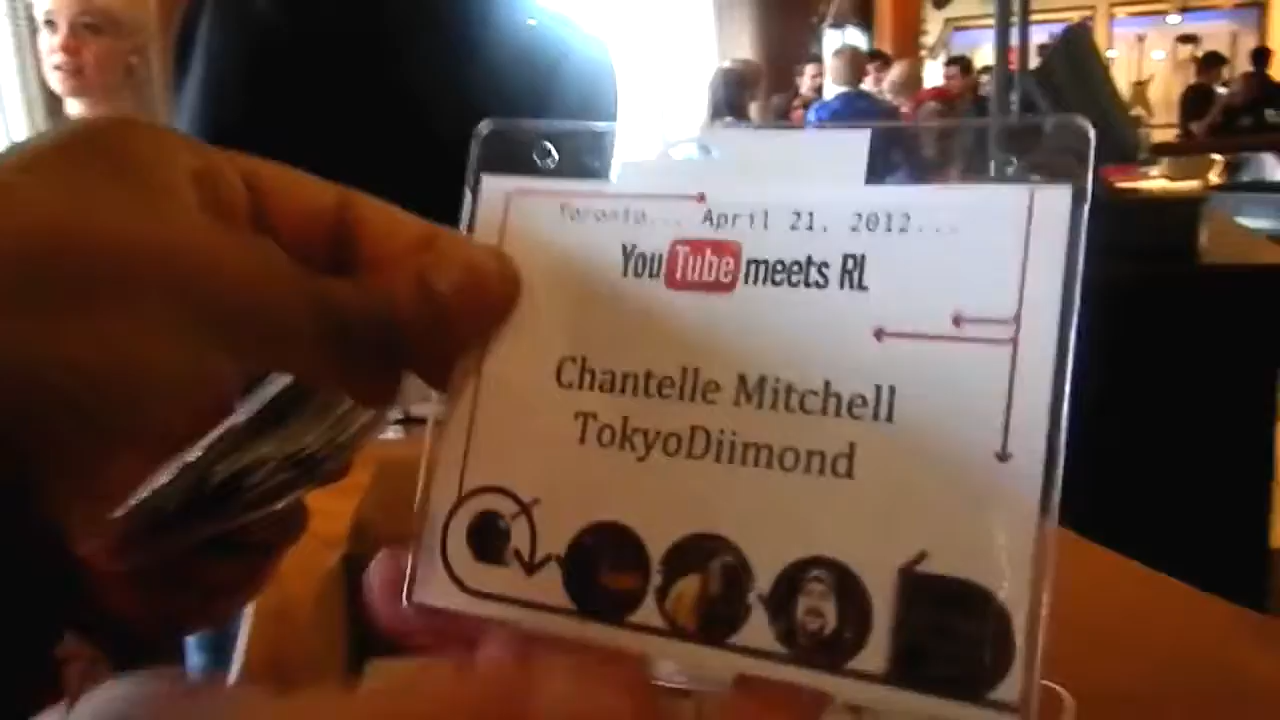 Toronto... April 21, 2012...
YouTube meets RL
Chantelle Mitchell
TokyoDiimond